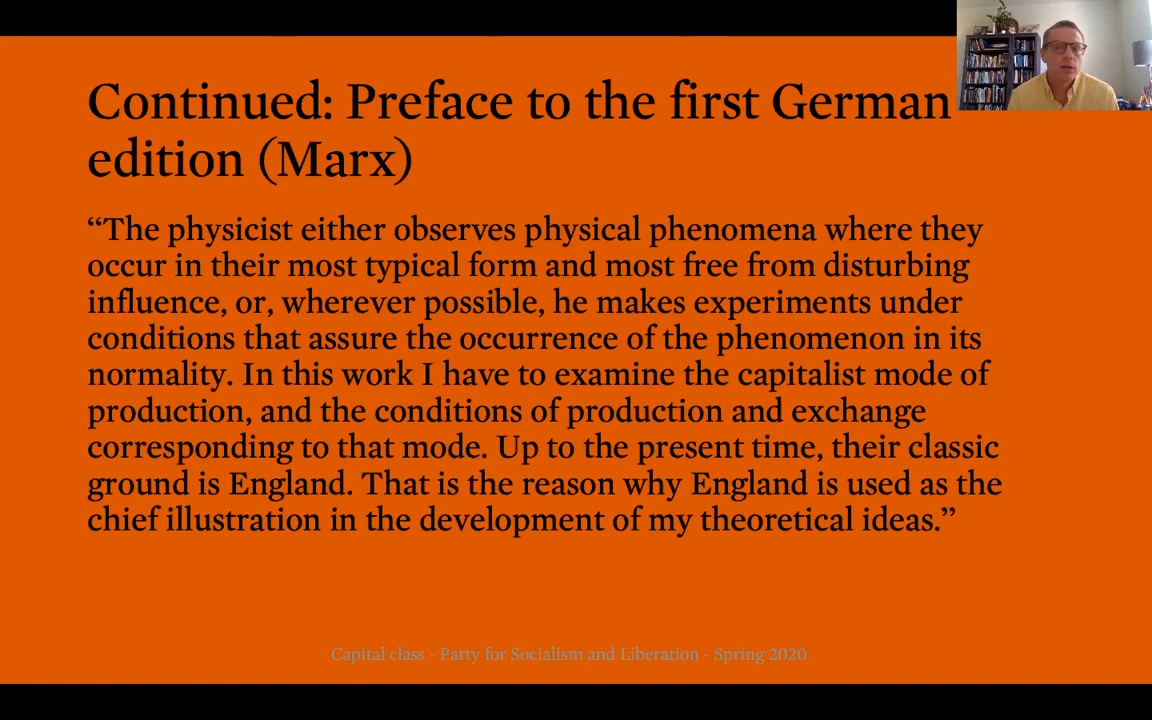 Continued: Preface to the first German
edition (Marx)
“The physicist either observes physical phenomena where they
occur in their most typical form and most free from disturbing
influence, or, wherever possible, he makes experiments under
conditions that assure the occurrence of the phenomenon in its
normality. In this work I have to examine the capitalist mode of
production, and the conditions of production and exchange
corresponding to that mode. Up to the present time, their classic
ground is England. That is the reason why England is used as the
chief illustration in the development of my theoretical ideas.”
Capital class - Party for Socialism and Liberation - Spring 2020